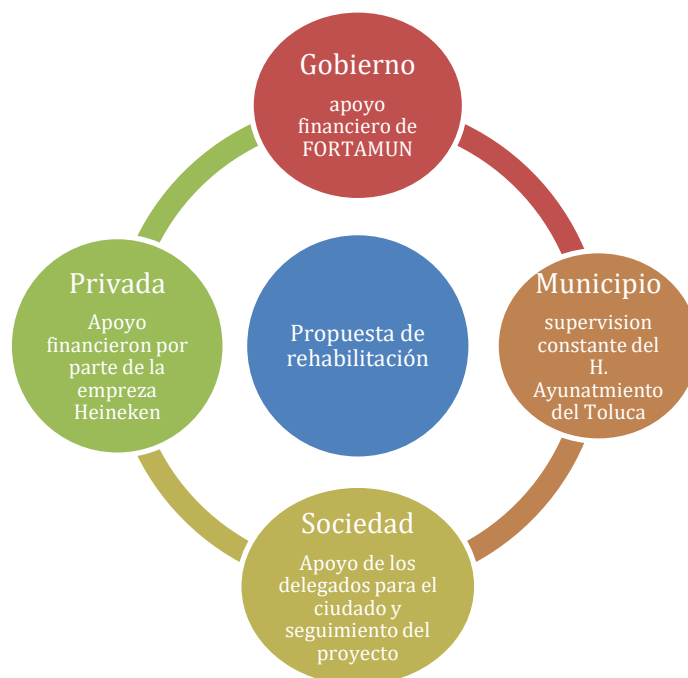 Gobierno
apoyo
financiero de
FORTAMUN
Privada
Apoyo
financieron por
parte de la
empreza
Heineken
Propuesta de
rehabilitación
Municipio
supervision
constante del
H.
Ayunatmiento
del Toluca
Sociedad
Apoyo de los
delegados para el
ciudado y
seguimiento del
proyecto